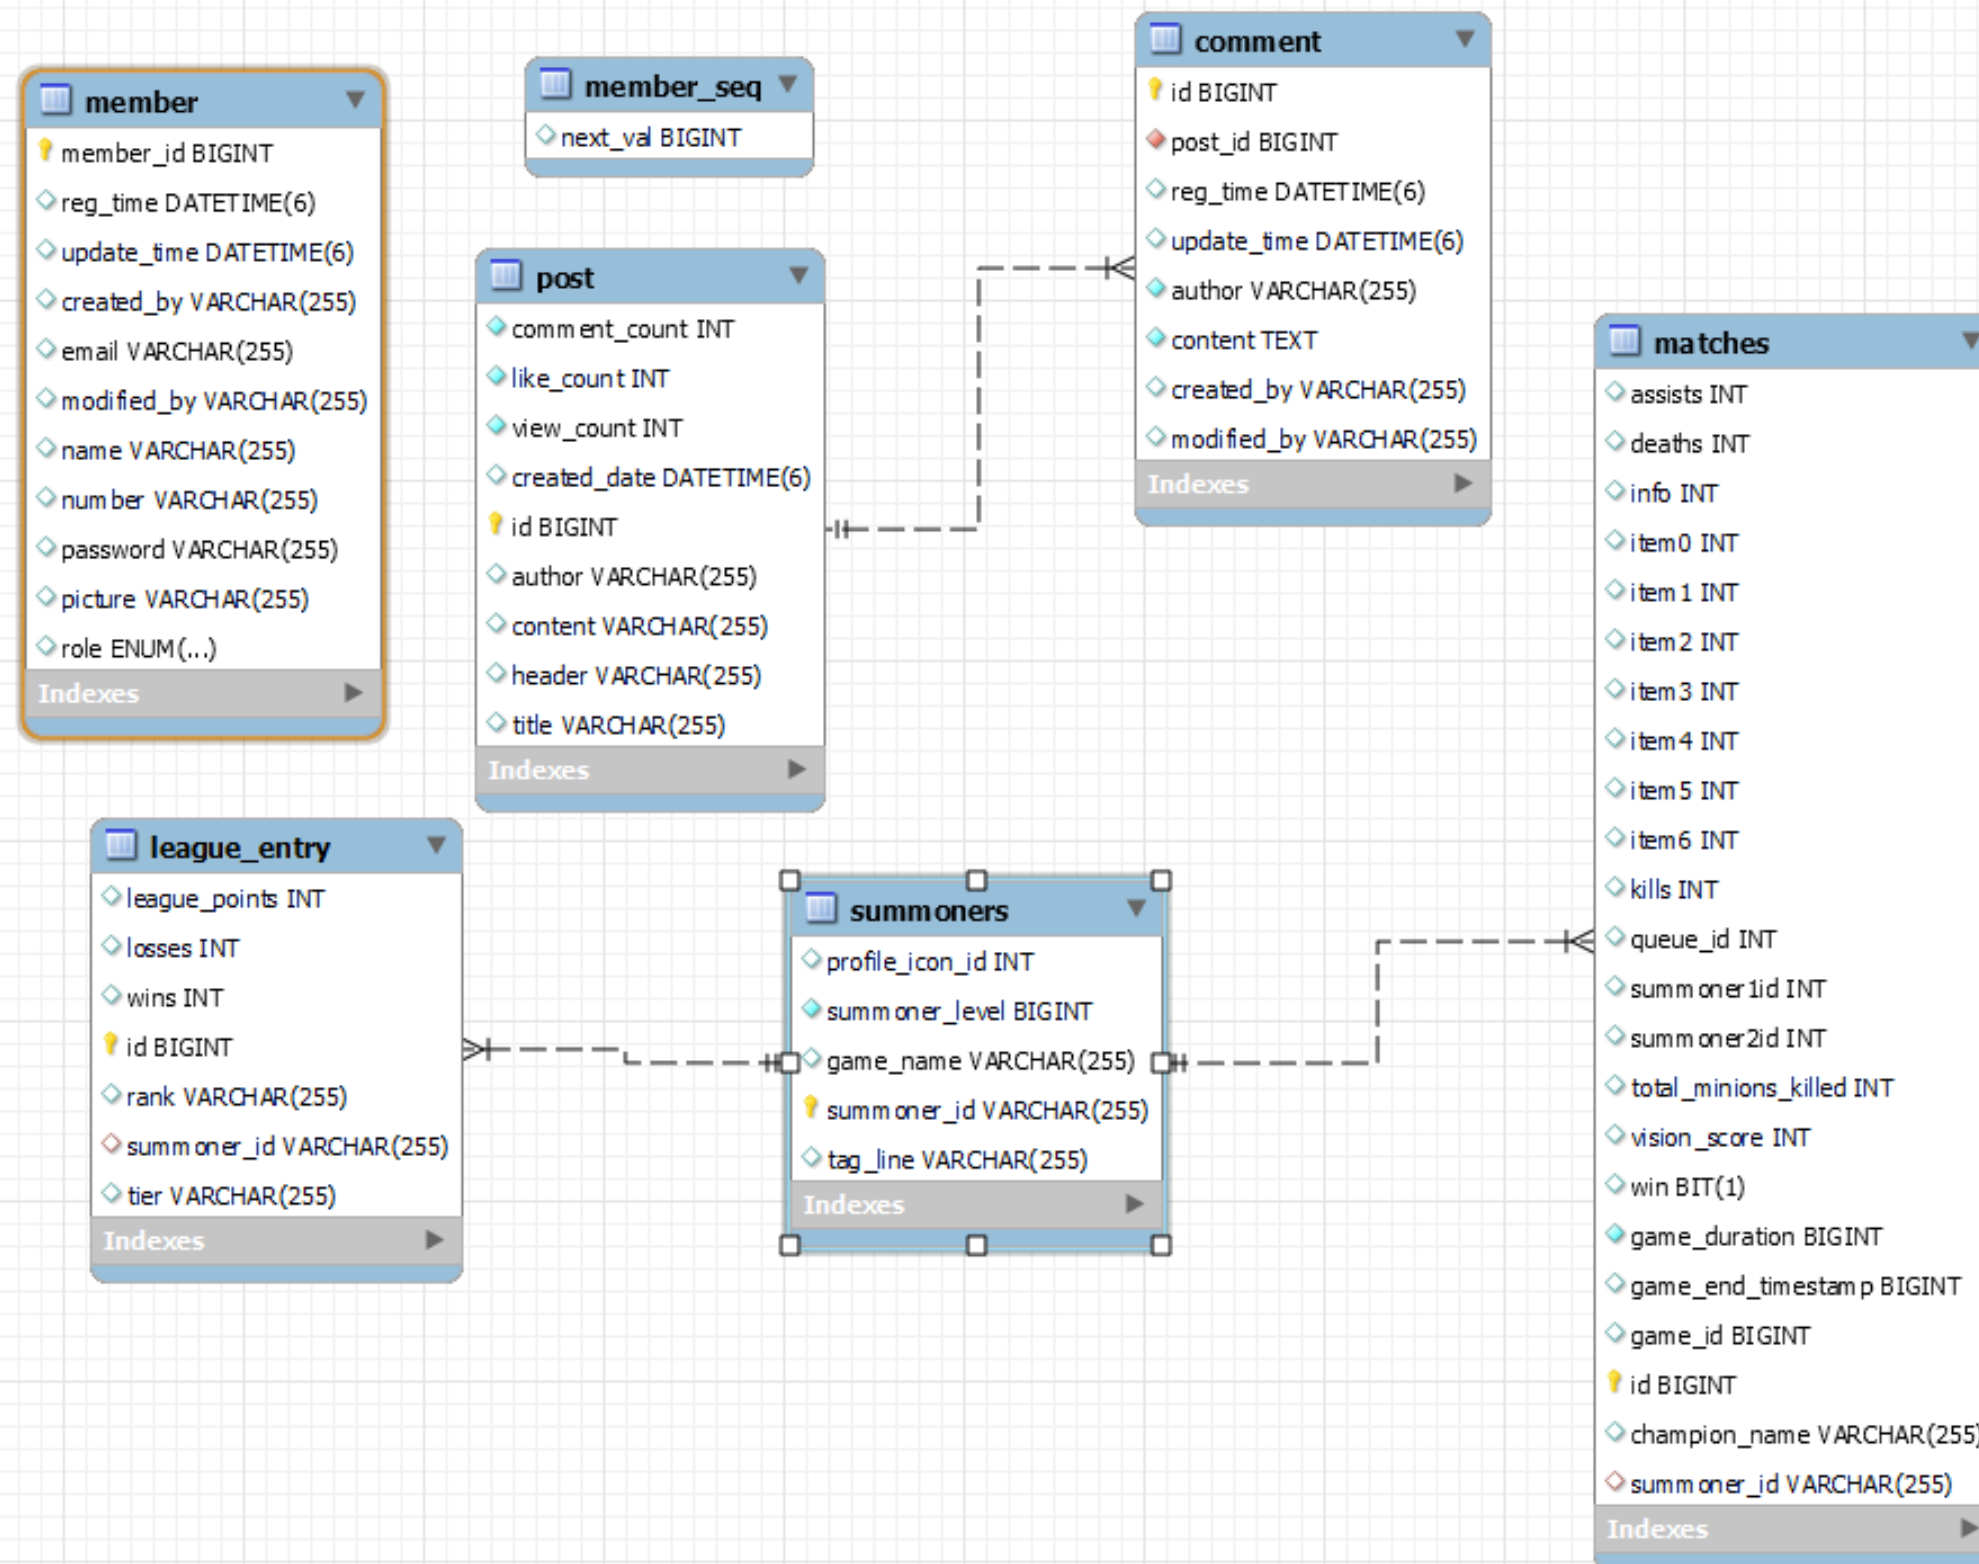 member
member_id BIGINT
reg_time DATETIME(6)
update_time DATETIME(6)
created_by VARCHAR(255)
email VARCHAR(255)
modified_by VARCHAR(255)
name VARCHAR(255)
number VARCHAR(255)
password VARCHAR(255)
picture VARCHAR(255)
role ENUM(...)
Indexes
member_seq
next_val BIGINT
post
comment_count INT
like_count INT
view_count INT
created_date DATETIME(6)
id BIGINT
author VARCHAR(255)
content VARCHAR(255)
header VARCHAR(255)
title VARCHAR(255)
Indexes
comment
id BIGINT
post_id BIGINT
reg_time DATETIME(6)
update_time DATETIME(6)
author VARCHAR(255)
content TEXT
created_by VARCHAR(255)
modified_by VARCHAR(255)
Indexes
league_entry
league_points INT
losses INT
wins INT
id BIGINT
rank VARCHAR(255)
summoner_id VARCHAR(255)
tier VARCHAR(255)
Indexes
summoners
profile_icon_id INT
summoner_level BIGINT
game_name VARCHAR(255)
summoner_id VARCHAR(255)
tag_line VARCHAR(255)
Indexes
matches
assists INT
deaths INT
info INT
item0 INT
item1 INT
item2 INT
item3 INT
item4 INT
item5 INT
item6 INT
kills INT
queue_id INT
summoner1id INT
summoner2id INT
total_minions_killed INT
vision_score INT
win BIT(1)
game_duration BIGINT
game_end_timestamp BIGINT
game_id BIGINT
id BIGINT
champion_name VARCHAR(255)
summoner_id VARCHAR(255)
Indexes